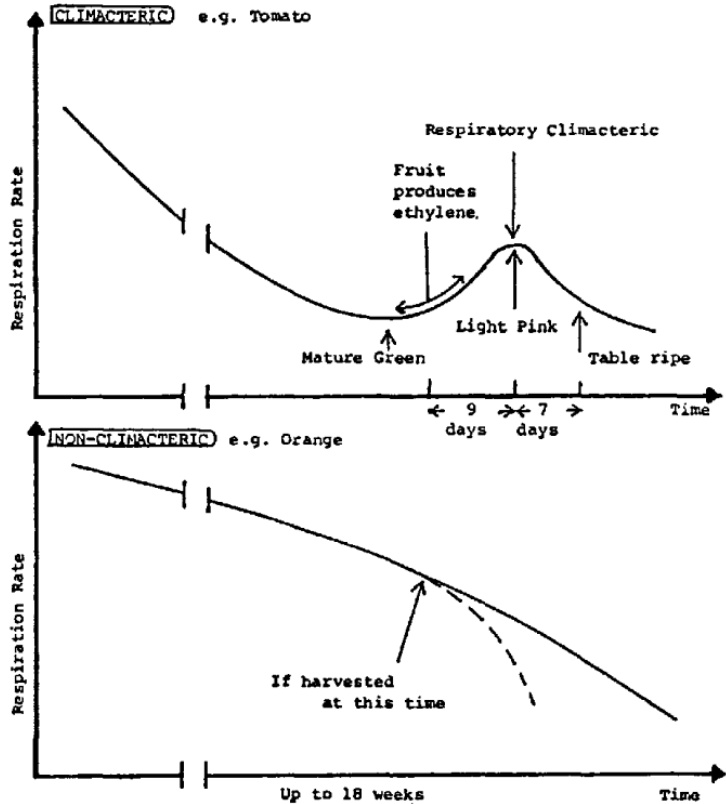 CLIMACTERIC e.g. Tomato
Respiratory Climacteric
Fruit
produces
ethylene.
Respiration Rate
Mature Green
Light Pink
Table ripe
9 days
7 days
Time
NON-CLIMACTERIC e.g. Orange
Respiration Rate
If harvested
at this time
Up to 18 weeks
Time